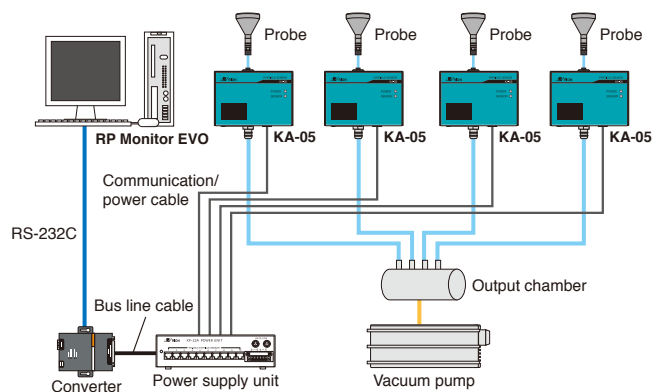 Probe
Probe
Probe
Probe
RP Monitor EVO
KA-05
KA-05
KA-05
KA-05
Communication/
power cable
RS-232C
Output chamber
Bus line cable
Converter
Power supply unit
Vacuum pump